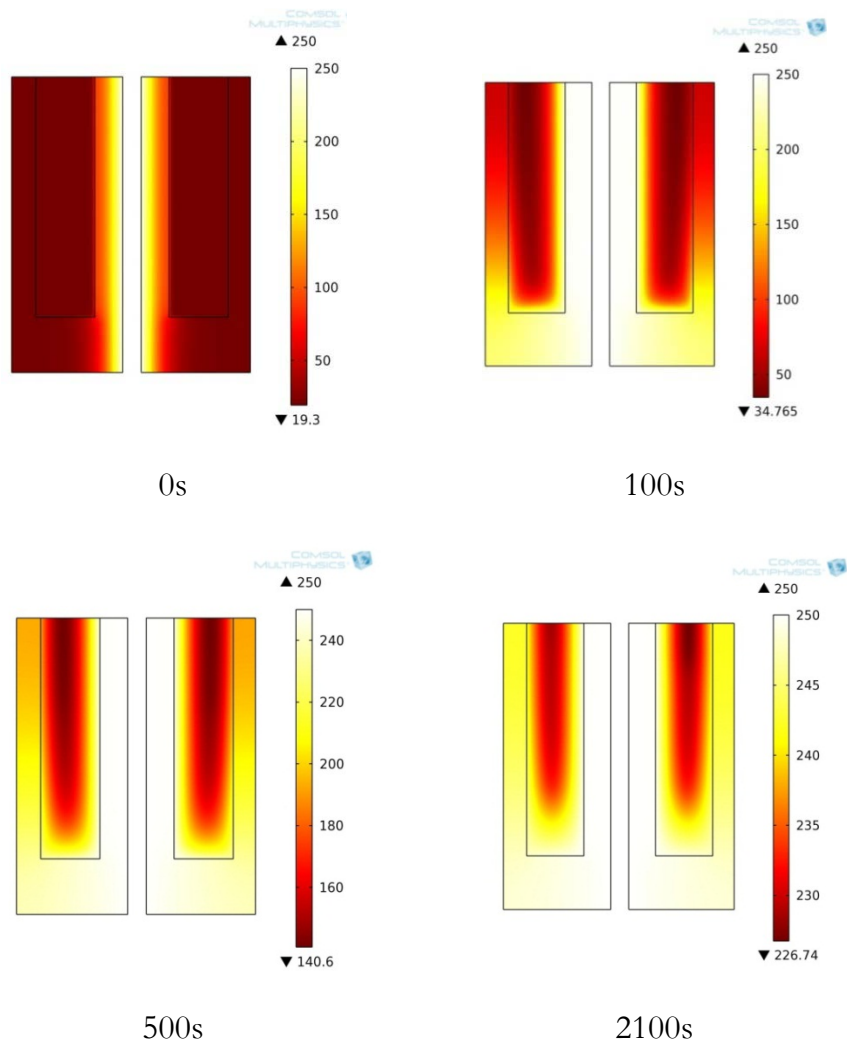 COMSOL
MULTIPHYSICS
▲ 250
250
200
150
100
50
▼ 19.3
0s
COMSOL
MULTIPHYSICS
▲ 250
250
200
150
100
50
▼ 34.765
100s
COMSOL
MULTIPHYSICS
▲ 250
240
220
200
180
160
▼ 140.6
500s
COMSOL
MULTIPHYSICS
▲ 250
250
245
240
235
230
▼ 226.74
2100s